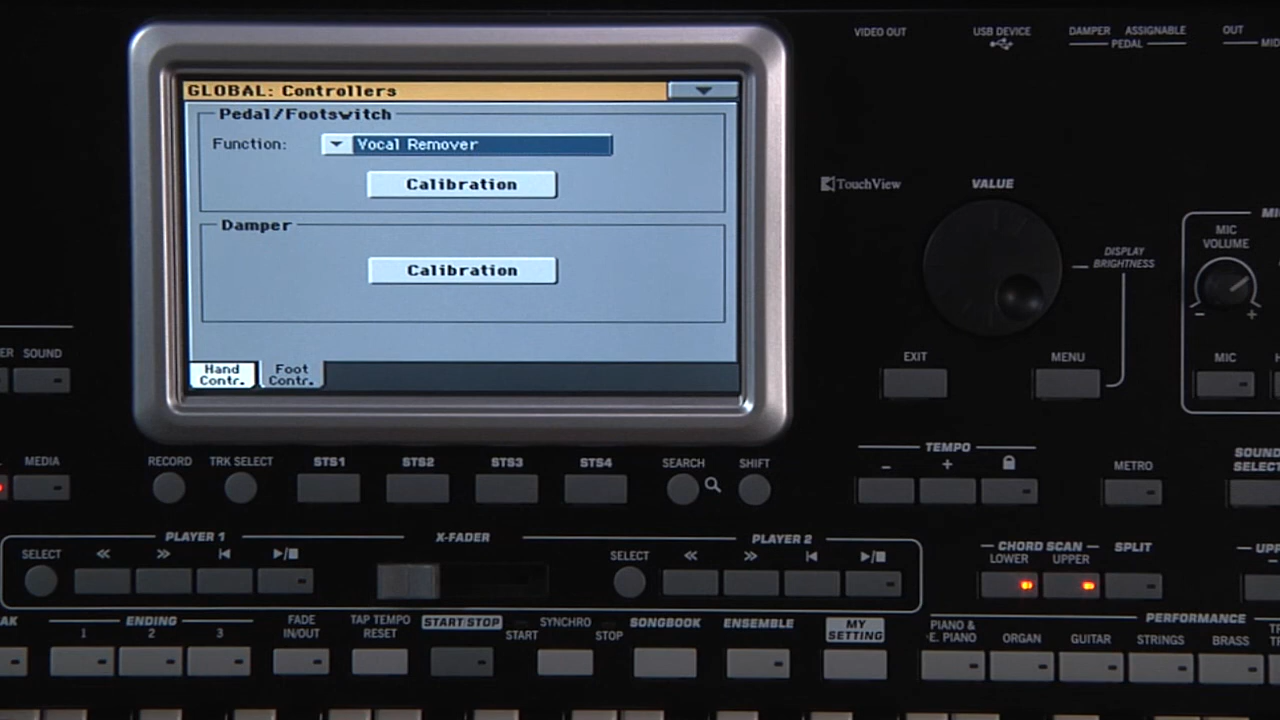 VIDEO OUT
USB DEVICE
DAMPER ASSIGNABLE
PEDAL
OUT
GLOBAL: Controllers
Pedal/Footswitch
Function: Vocal Remover
Calibration
Damper
Calibration
Hand
Contr.
Foot
Contr.
TouchView
VALUE
DISPLAY
BRIGHTNESS
MIC
VOLUME
- +
EXIT
MENU
MIC
SOUND
MEDIA
RECORD
TRK SELECT
STS1
STS2
STS3
STS4
SEARCH
SHIFT
TEMPO
- +
METRO
SOUND
SELECT
PLAYER 1
X-FADER
PLAYER 2
SELECT
SELECT
CHORD SCAN
LOWER UPPER
SPLIT
ENDING
1 2 3
FADE
IN/OUT
TAP TEMPO
RESET
START/STOP
SYNCHRO
START STOP
SONGBOOK
ENSEMBLE
MY
SETTING
PERFORMANCE
PIANO &
E. PIANO
ORGAN
GUITAR
STRINGS
BRASS